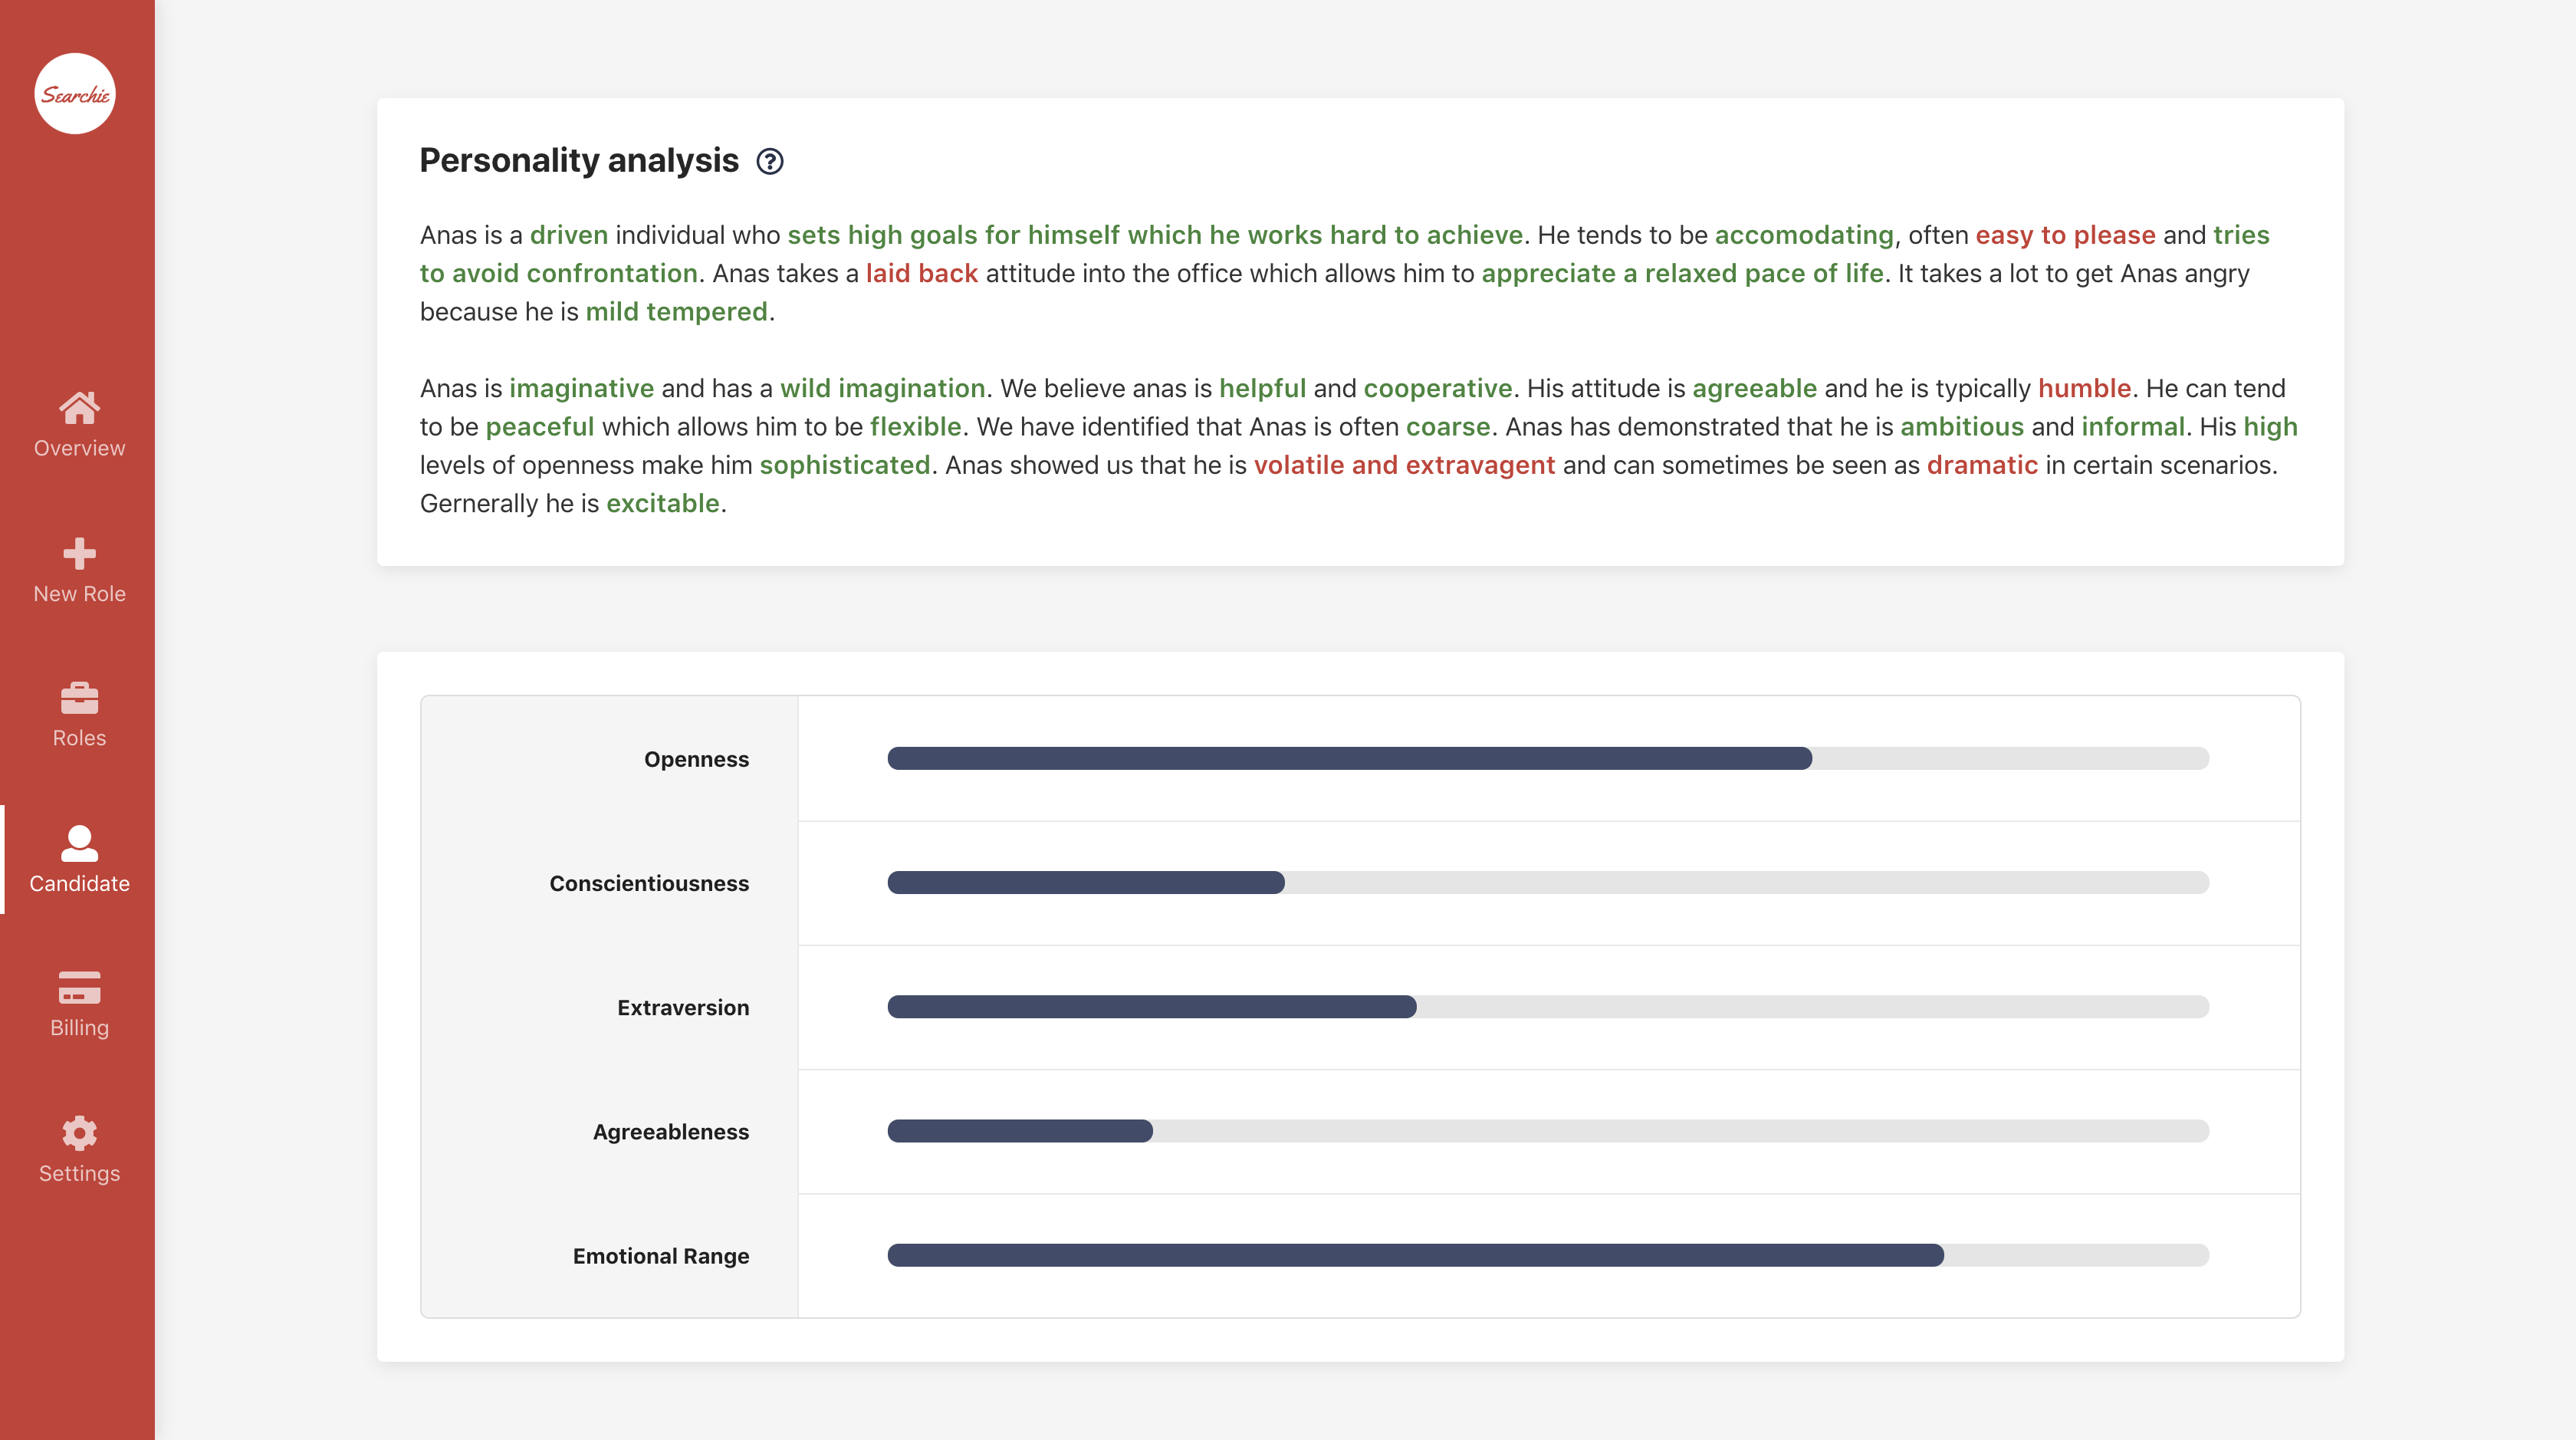 Searchie
Overview
New Role
Roles
Candidate
Billing
Settings
Personality analysis ?
Anas is a driven individual who sets high goals for himself which he works hard to achieve. He tends to be accomodating, often easy to please and tries
to avoid confrontation. Anas takes a laid back attitude into the office which allows him to appreciate a relaxed pace of life. It takes a lot to get Anas angry
because he is mild tempered.
Anas is imaginative and has a wild imagination. We believe anas is helpful and cooperative. His attitude is agreeable and he is typically humble. He can tend
to be peaceful which allows him to be flexible. We have identified that Anas is often coarse. Anas has demonstrated that he is ambitious and informal. His high
levels of openness make him sophisticated. Anas showed us that he is volatile and extravagent and can sometimes be seen as dramatic in certain scenarios.
Gernerally he is excitable.
Openness
Conscientiousness
Extraversion
Agreeableness
Emotional Range